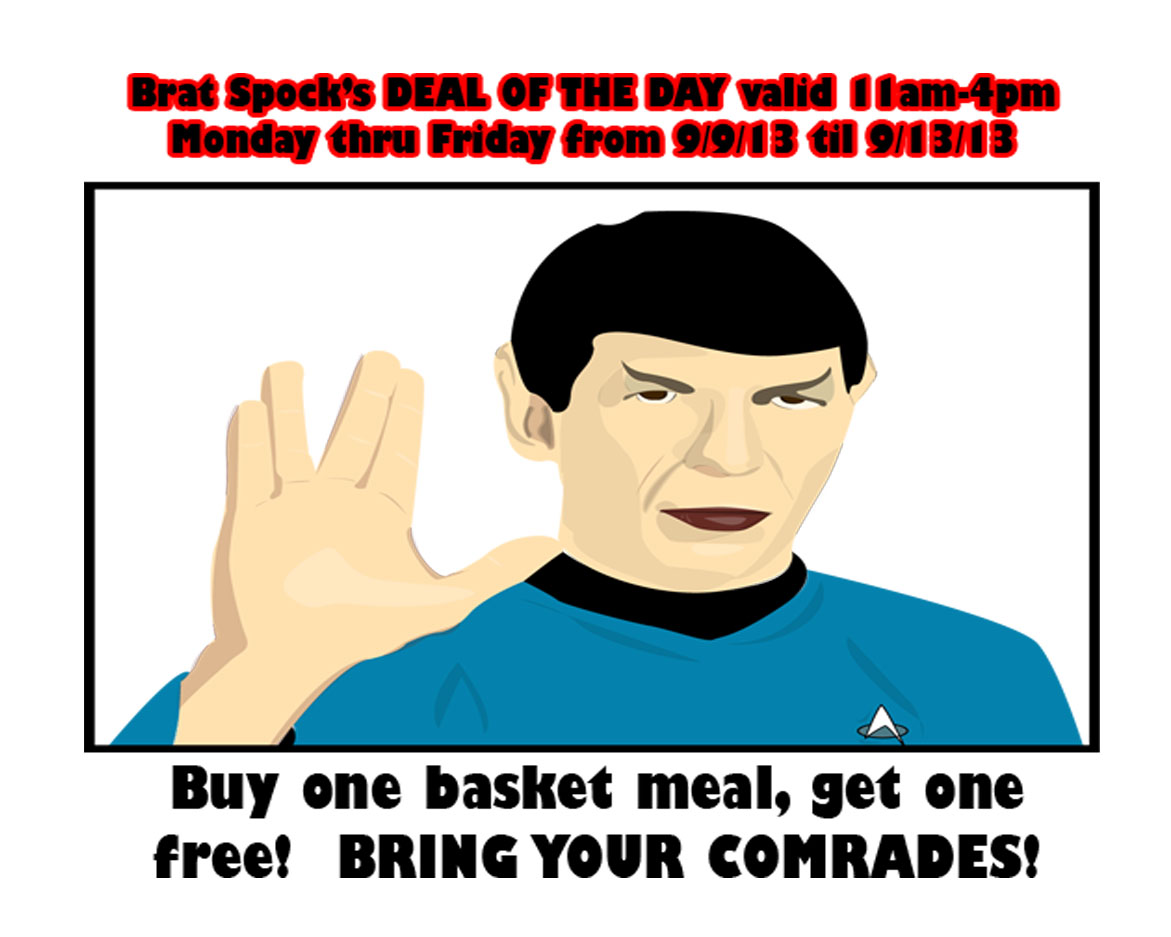 Brat Spock's DEAL OF THE DAY valid 11am-4pm
Monday thru Friday from 9/9/13 til 9/13/13
Buy one basket meal, get one
free! BRING YOUR COMRADES!